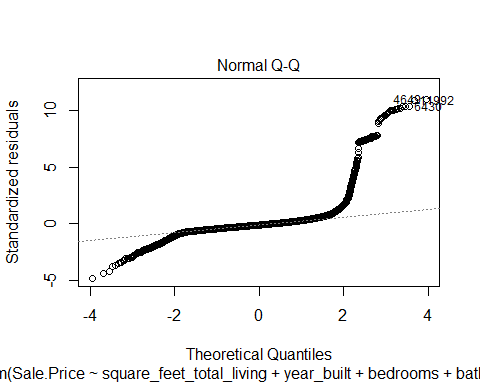 Normal Q-Q
10
5
0
-5
Standardized residuals
6430
-4
-2
0
2
4
Theoretical Quantiles
m(Sale.Price ~ square_feet_total_living + year_built + bedrooms + bath